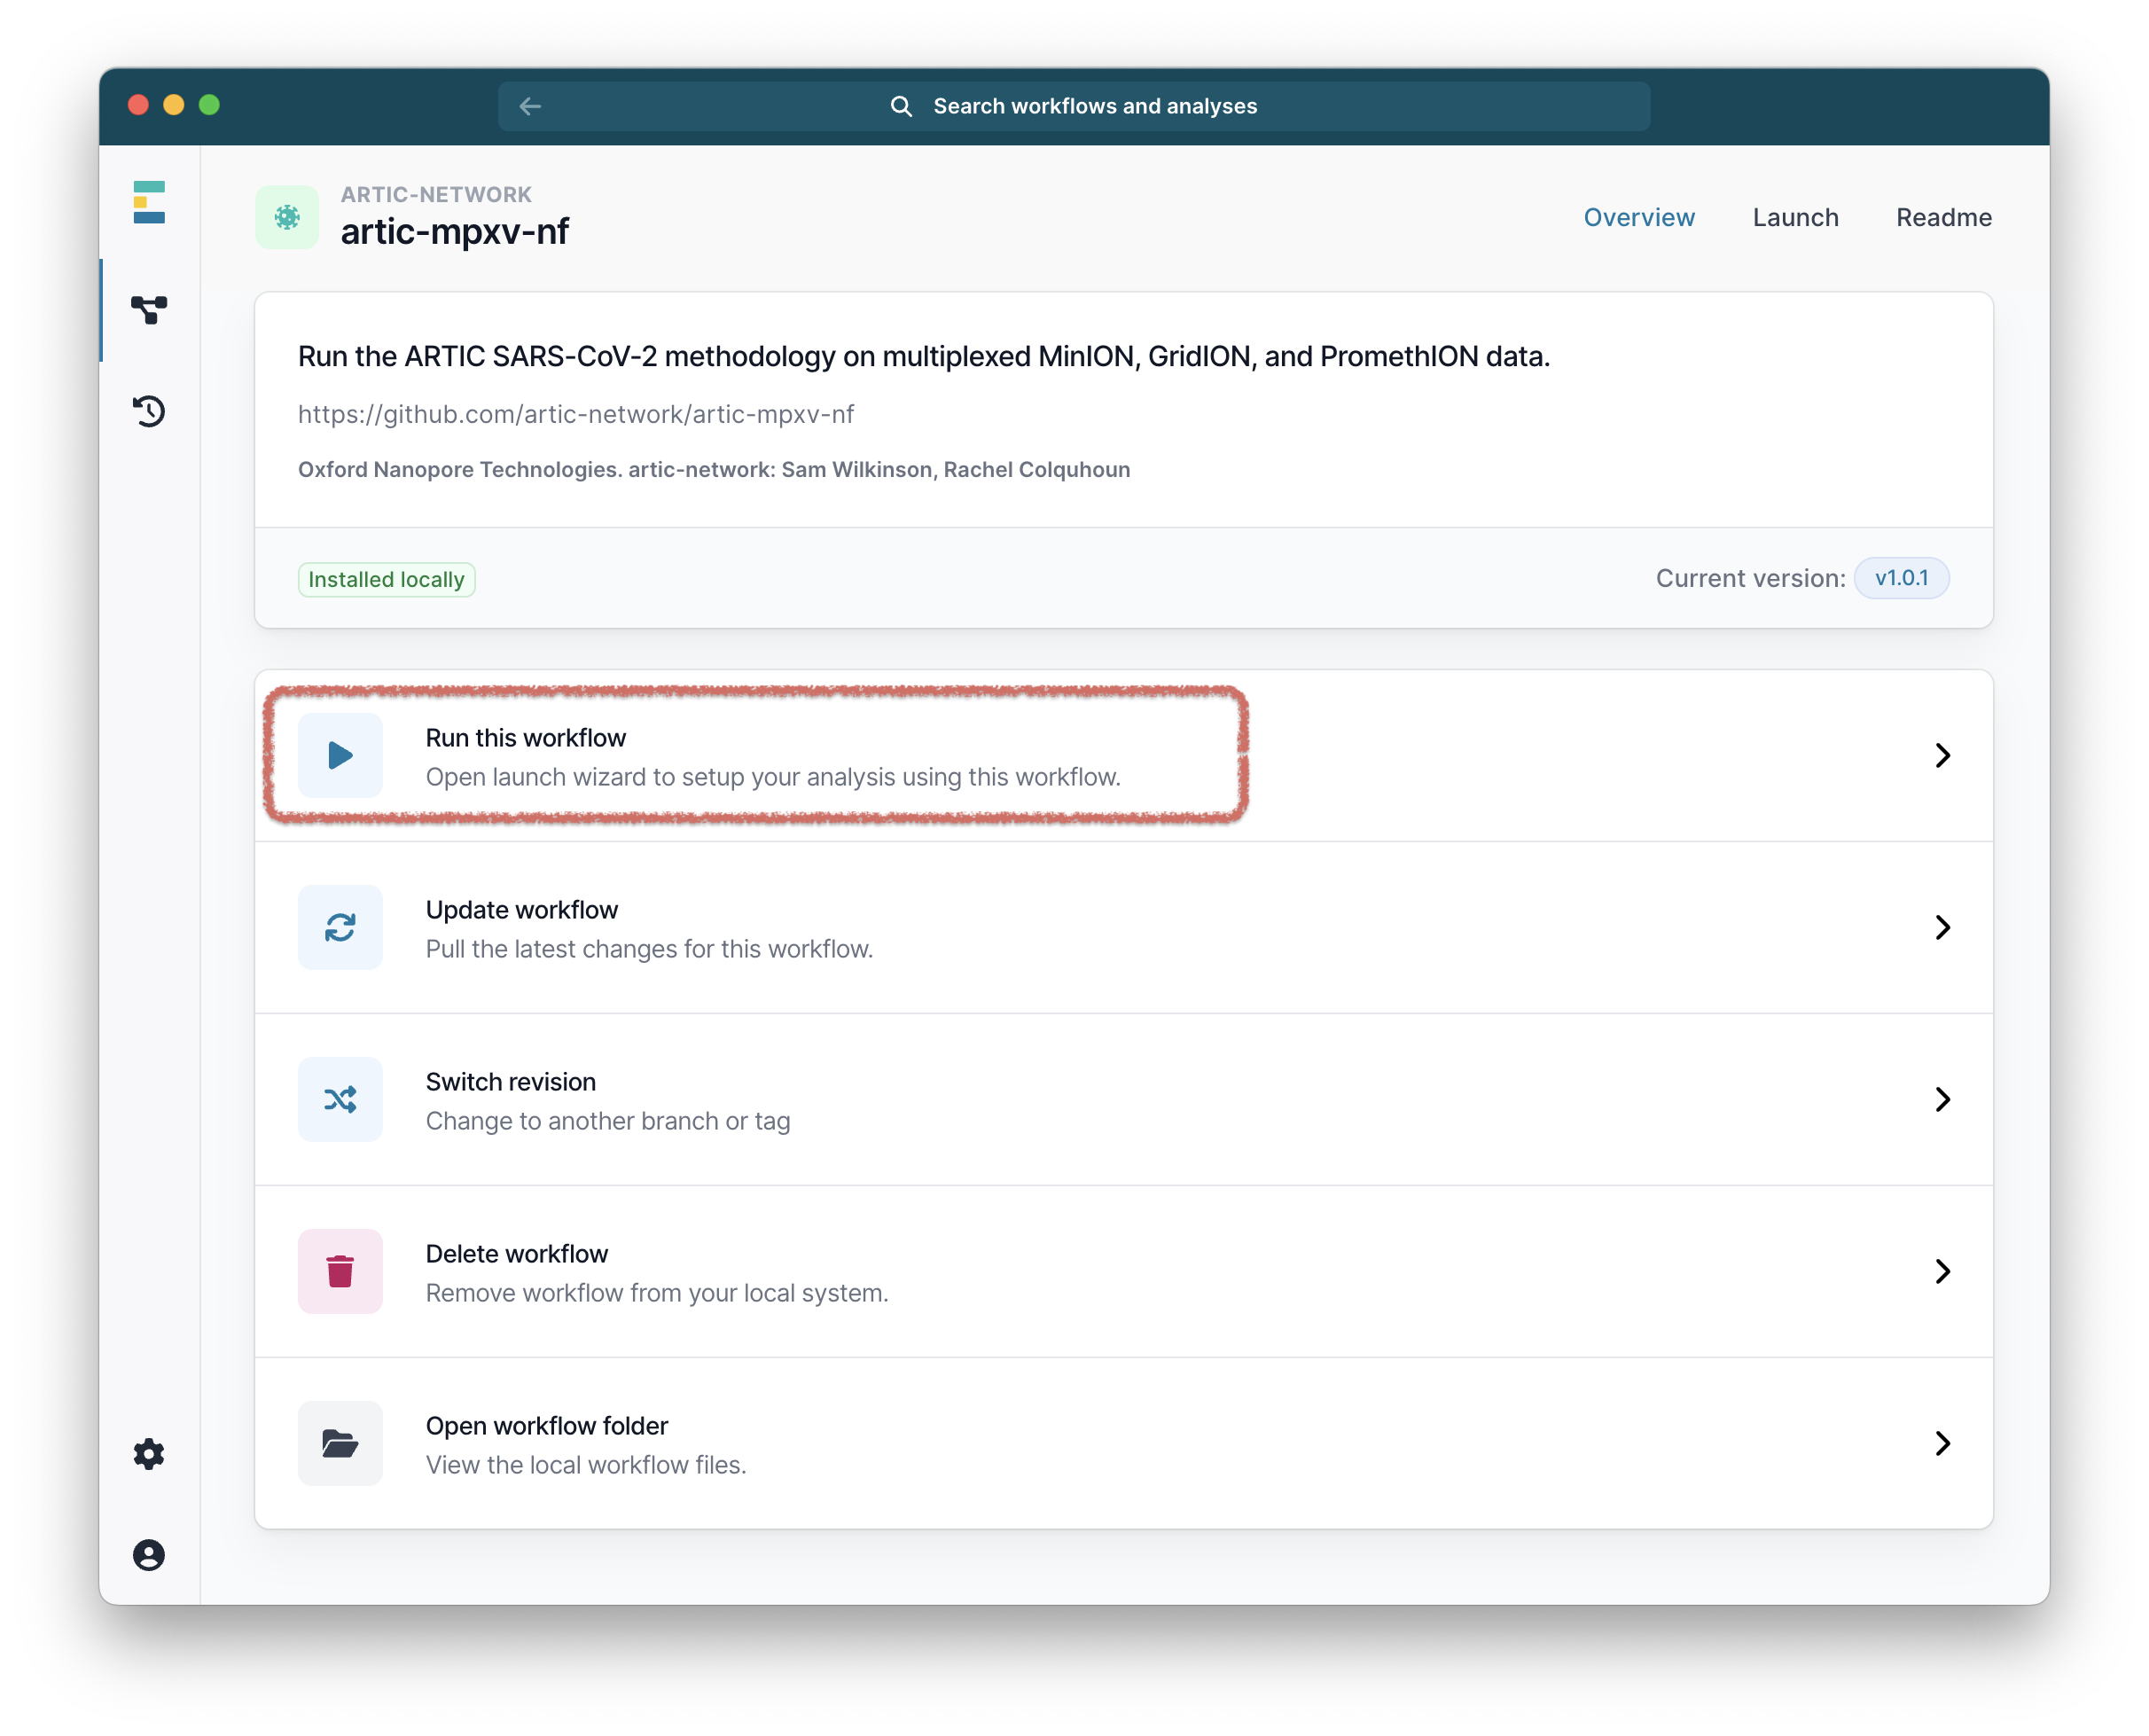 Search workflows and analyses
ARTIC-NETWORK
artic-mpxv-nf
Overview
Launch
Readme
Run the ARTIC SARS-CoV-2 methodology on multiplexed MinION, GridION, and PromethION data.
https://github.com/artic-network/artic-mpxv-nf
Oxford Nanopore Technologies. artic-network: Sam Wilkinson, Rachel Colquhoun
Installed locally
Current version: v1.0.1
Run this workflow
Open launch wizard to setup your analysis using this workflow.
Update workflow
Pull the latest changes for this workflow.
Switch revision
Change to another branch or tag
Delete workflow
Remove workflow from your local system.
Open workflow folder
View the local workflow files.